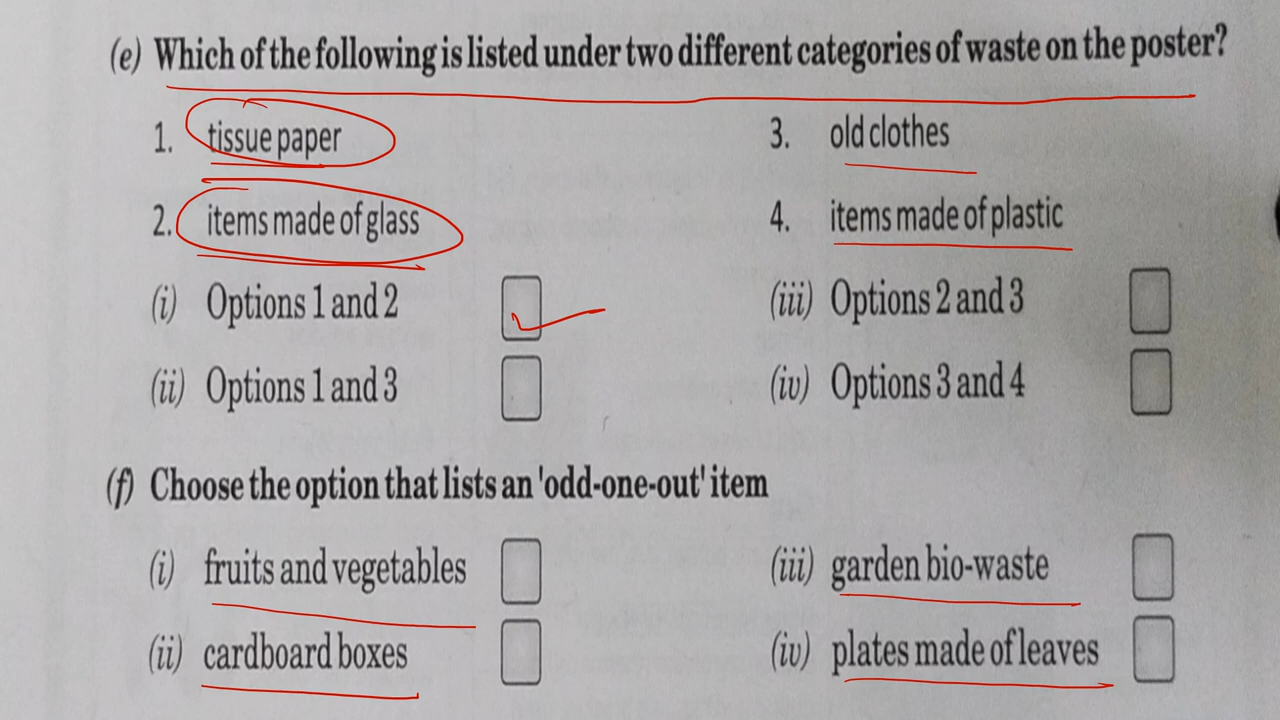 (e) Which of the following is listed under two different categories of waste on the poster?
1. tissue paper 3. old clothes
2. items made of glass 4. items made of plastic
(i) Options 1 and 2 (iii) Options 2 and 3
(ii) Options 1 and 3 (iv) Options 3 and 4
(f) Choose the option that lists an 'odd-one-out' item
(i) fruits and vegetables (iii) garden bio-waste
(ii) cardboard boxes (iv) plates made of leaves